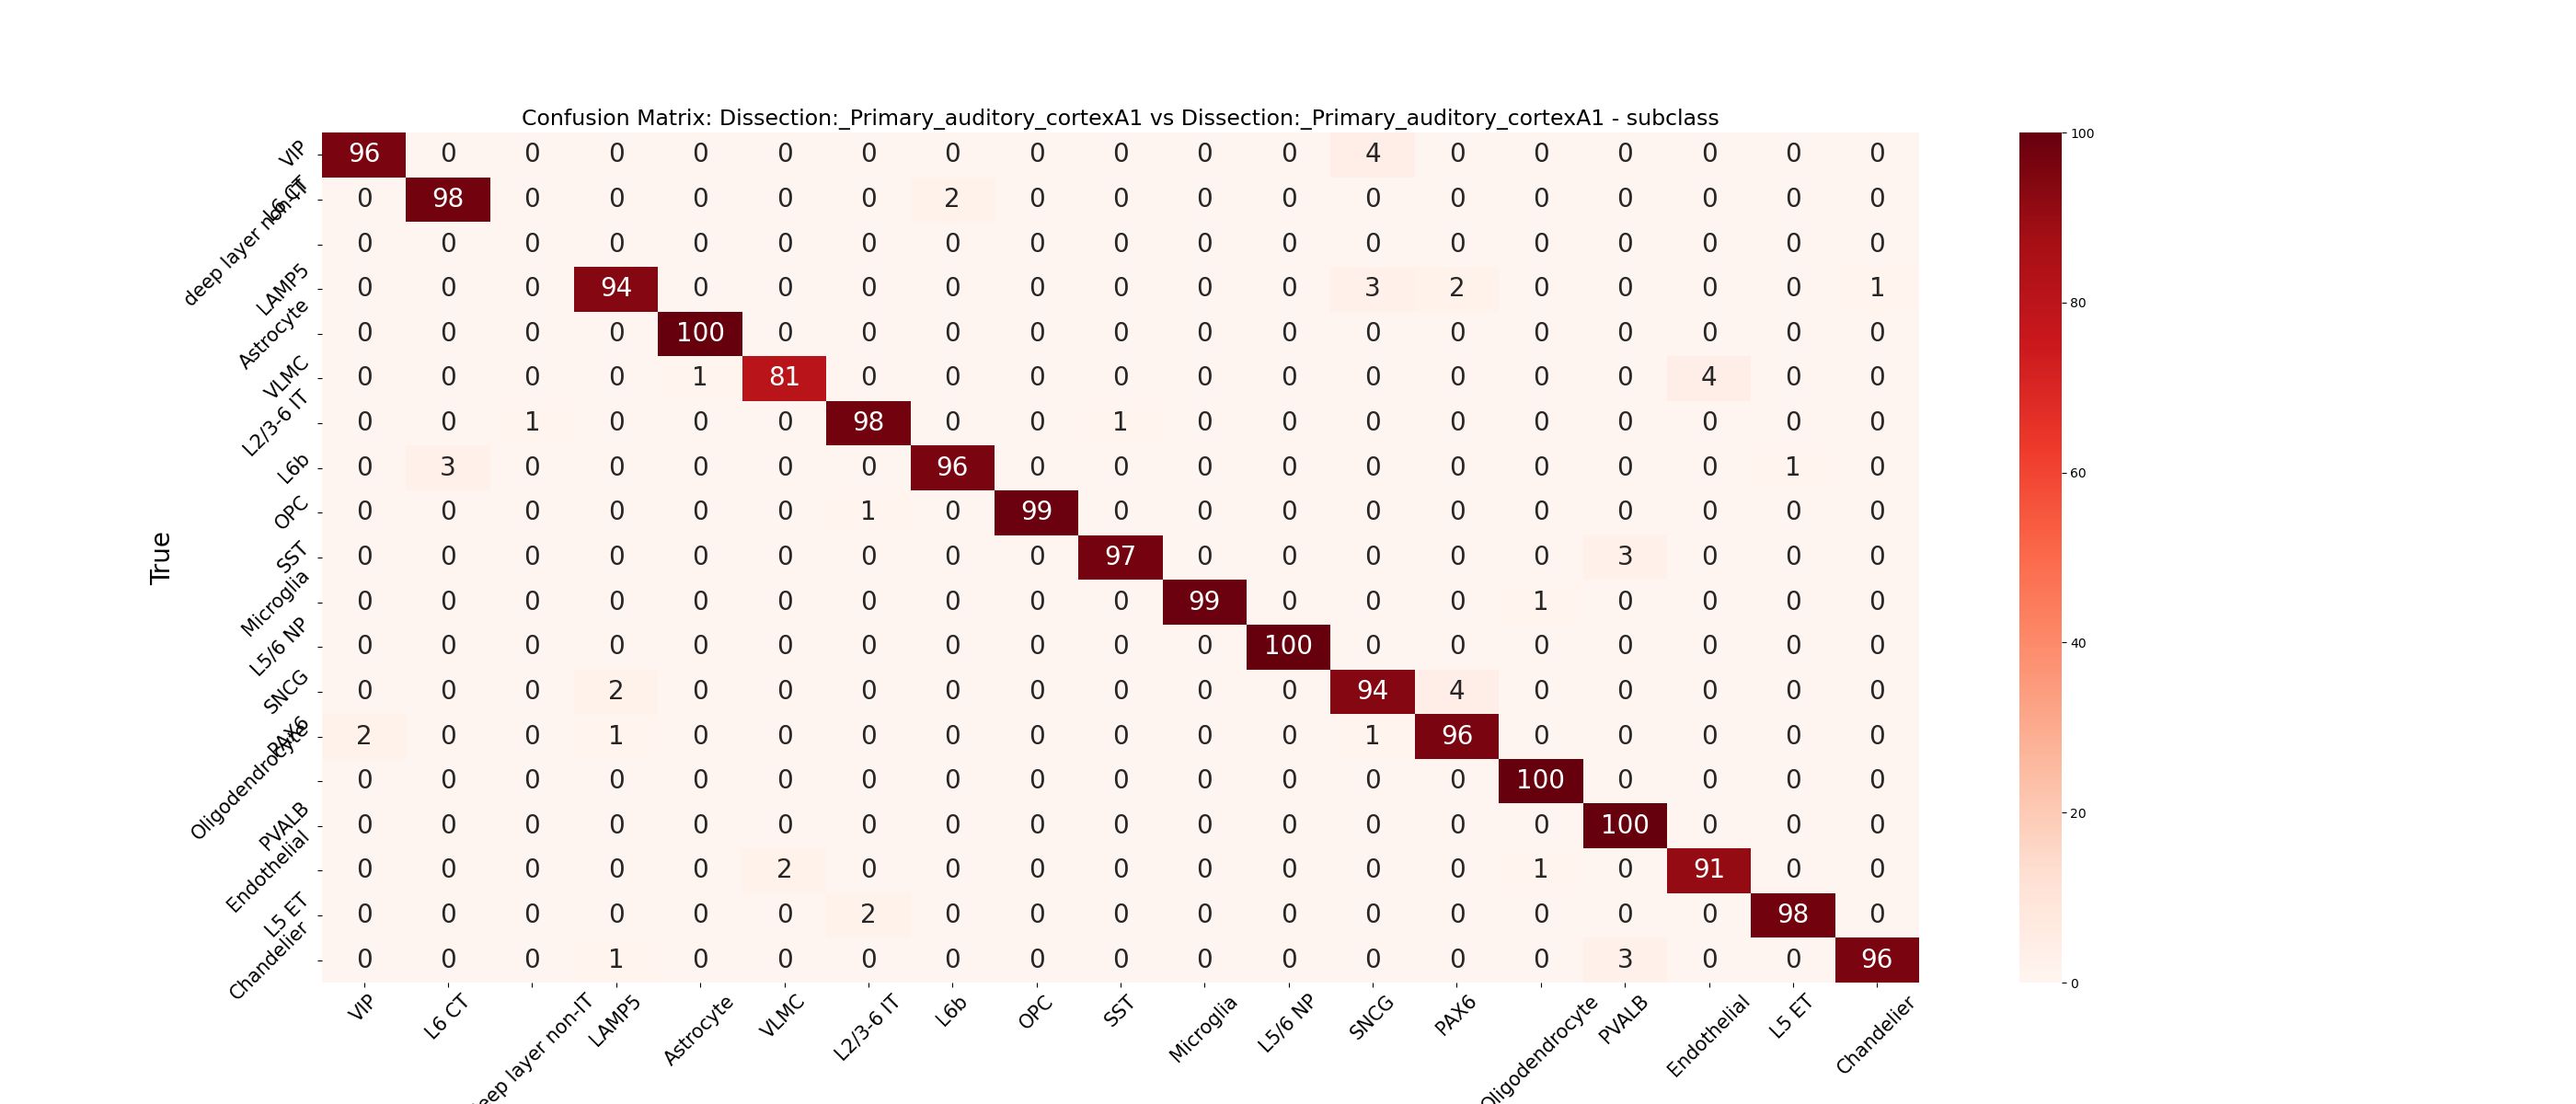 Confusion Matrix: Dissection:_Primary_auditory_cortexA1 vs Dissection:_Primary_auditory_cortexA1 - subclass
True
VIP 96 0 0 0 0 0 0 0 0 0 0 0 4 0 0 0 0 0 0
L6 CT 0 98 0 0 0 0 0 2 0 0 0 0 0 0 0 0 0 0 0
deep layer non-IT 0 0 0 0 0 0 0 0 0 0 0 0 0 0 0 0 0 0 0
LAMP5 0 0 0 94 0 0 0 0 0 0 0 0 3 2 0 0 0 0 1
Astrocyte 0 0 0 0 100 0 0 0 0 0 0 0 0 0 0 0 0 0 0
VLMC 0 0 0 0 1 81 0 0 0 0 0 0 0 0 0 0 4 0 0
L2/3-6 IT 0 0 1 0 0 0 98 0 0 1 0 0 0 0 0 0 0 0 0
L6b 0 3 0 0 0 0 0 96 0 0 0 0 0 0 0 0 0 1 0
OPC 0 0 0 0 0 0 1 0 99 0 0 0 0 0 0 0 0 0 0
SST 0 0 0 0 0 0 0 0 0 97 0 0 0 0 0 3 0 0 0
Microglia 0 0 0 0 0 0 0 0 0 0 99 0 0 0 1 0 0 0 0
L5/6 NP 0 0 0 0 0 0 0 0 0 0 0 100 0 0 0 0 0 0 0
SNCG 0 0 0 2 0 0 0 0 0 0 0 0 94 4 0 0 0 0 0
PAX6 2 0 0 1 0 0 0 0 0 0 0 0 1 96 0 0 0 0 0
Oligodendrocyte 0 0 0 0 0 0 0 0 0 0 0 0 0 0 100 0 0 0 0
PVALB 0 0 0 0 0 0 0 0 0 0 0 0 0 0 0 100 0 0 0
Endothelial 0 0 0 0 0 2 0 0 0 0 0 0 0 0 1 0 91 0 0
L5 ET 0 0 0 0 0 0 2 0 0 0 0 0 0 0 0 0 0 98 0
Chandelier 0 0 0 1 0 0 0 0 0 0 0 0 0 0 0 3 0 0 96
VIP L6 CT layer non-IT LAMP5 Astrocyte VLMC L2/3-6 IT L6b OPC SST Microglia L5/6 NP SNCG PAX6 Oligodendrocyte PVALB Endothelial L5 ET Chandelier
100
80
60
40
20
0